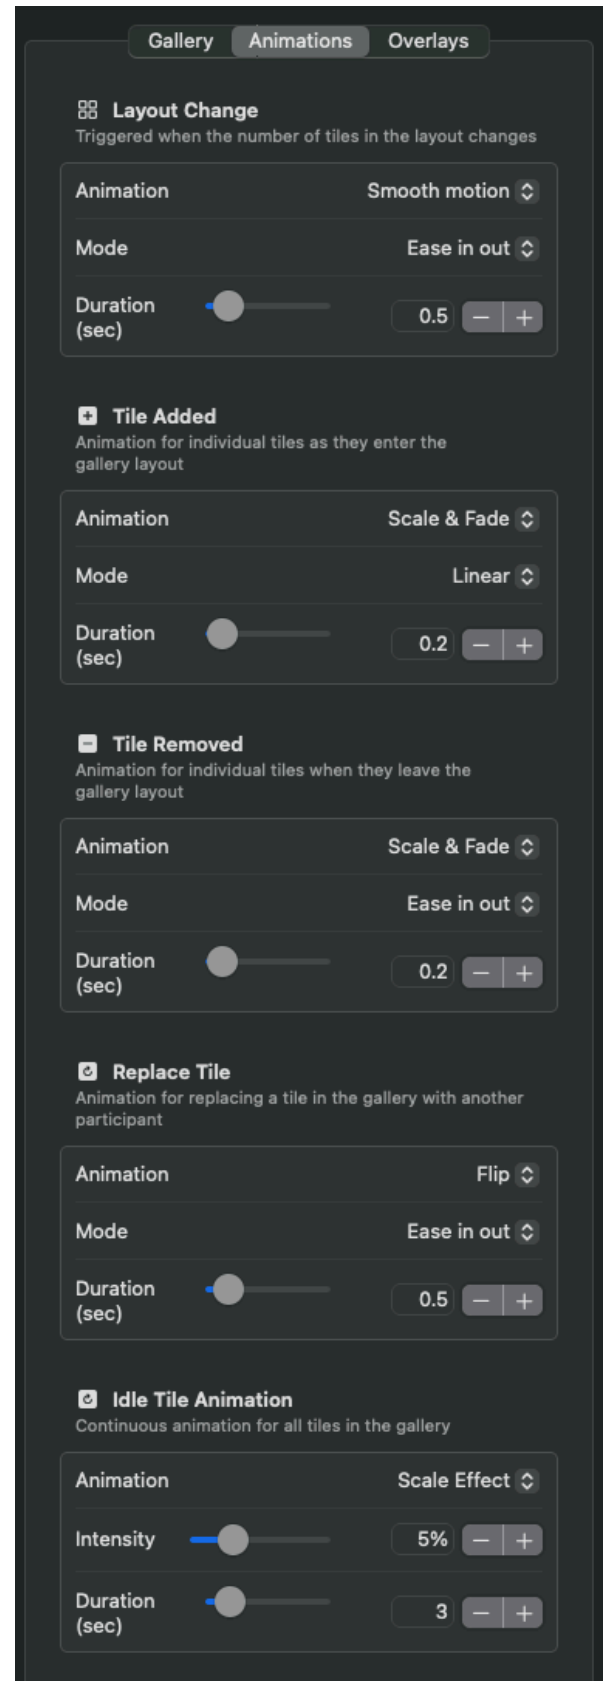 Gallery Animations Overlays
Layout Change
Triggered when the number of tiles in the layout changes
Animation Smooth motion
Mode Ease in out
Duration (sec) 0.5 − +
Tile Added
Animation for individual tiles as they enter the
gallery layout
Animation Scale & Fade
Mode Linear
Duration (sec) 0.2 − +
Tile Removed
Animation for individual tiles when they leave the
gallery layout
Animation Scale & Fade
Mode Ease in out
Duration (sec) 0.2 − +
Replace Tile
Animation for replacing a tile in the gallery with another
participant
Animation Flip
Mode Ease in out
Duration (sec) 0.5 − +
Idle Tile Animation
Continuous animation for all tiles in the gallery
Animation Scale Effect
Intensity 5% − +
Duration (sec) 3 − +